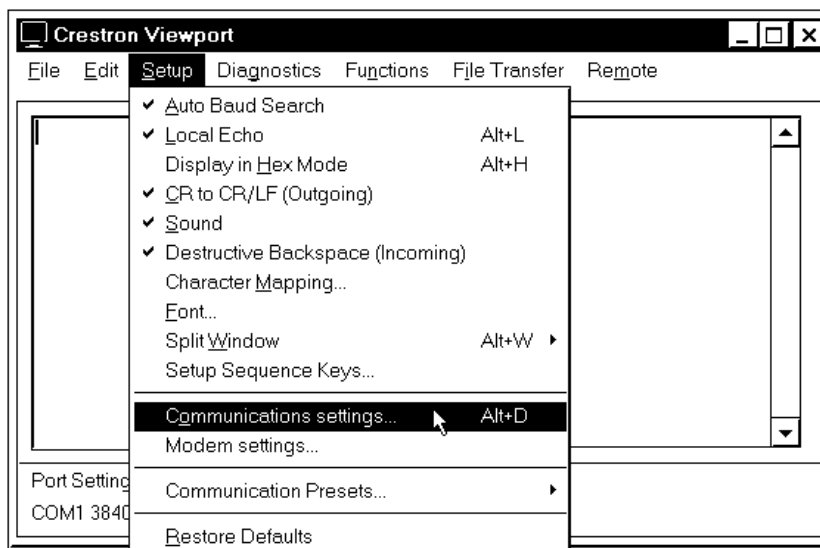 Crestron Viewport
File Edit Setup Diagnostics Functions File Transfer Remote
Auto Baud Search
Local Echo Alt+L
Display in Hex Mode Alt+H
CR to CR/LF (Outgoing)
Sound
Destructive Backspace (Incoming)
Character Mapping...
Font...
Split Window Alt+W
Setup Sequence Keys...
Communications settings... Alt+D
Modem settings...
Port Setting
Communication Presets...
COM1 3840
Restore Defaults